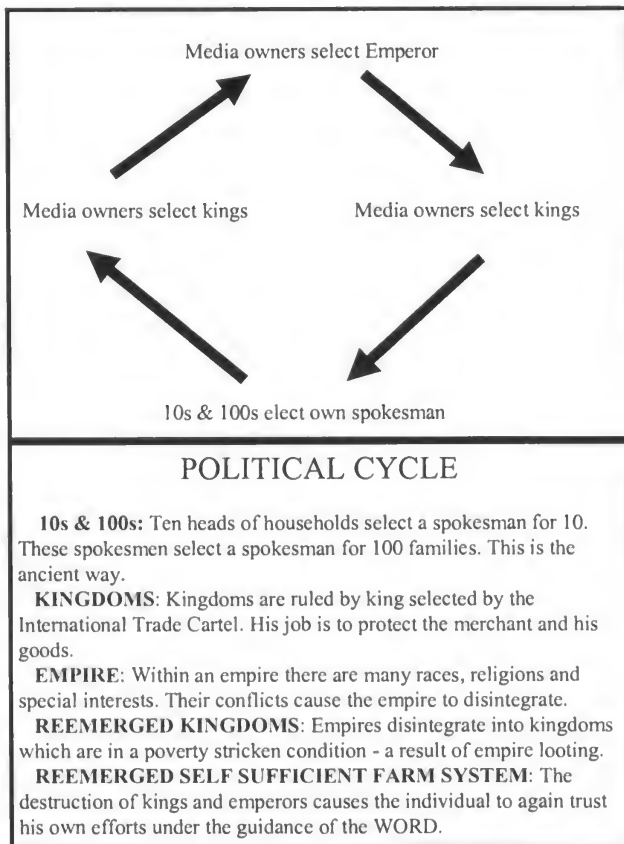 Media owners select Emperor
Media owners select kings
Media owners select kings
10s & 100s elect own spokesman
POLITICAL CYCLE
10s & 100s: Ten heads of households select a spokesman for 10.
These spokesmen select a spokesman for 100 families. This is the
ancient way.
KINGDOMS: Kingdoms are ruled by king selected by the
International Trade Cartel. His job is to protect the merchant and his
goods.
EMPIRE: Within an empire there are many races, religions and
special interests. Their conflicts cause the empire to disintegrate.
REEMERGED KINGDOMS: Empires disintegrate into kingdoms
which are in a poverty stricken condition - a result of empire looting.
REEMERGED SELF SUFFICIENT FARM SYSTEM: The
destruction of kings and emperors causes the individual to again trust
his own efforts under the guidance of the WORD.